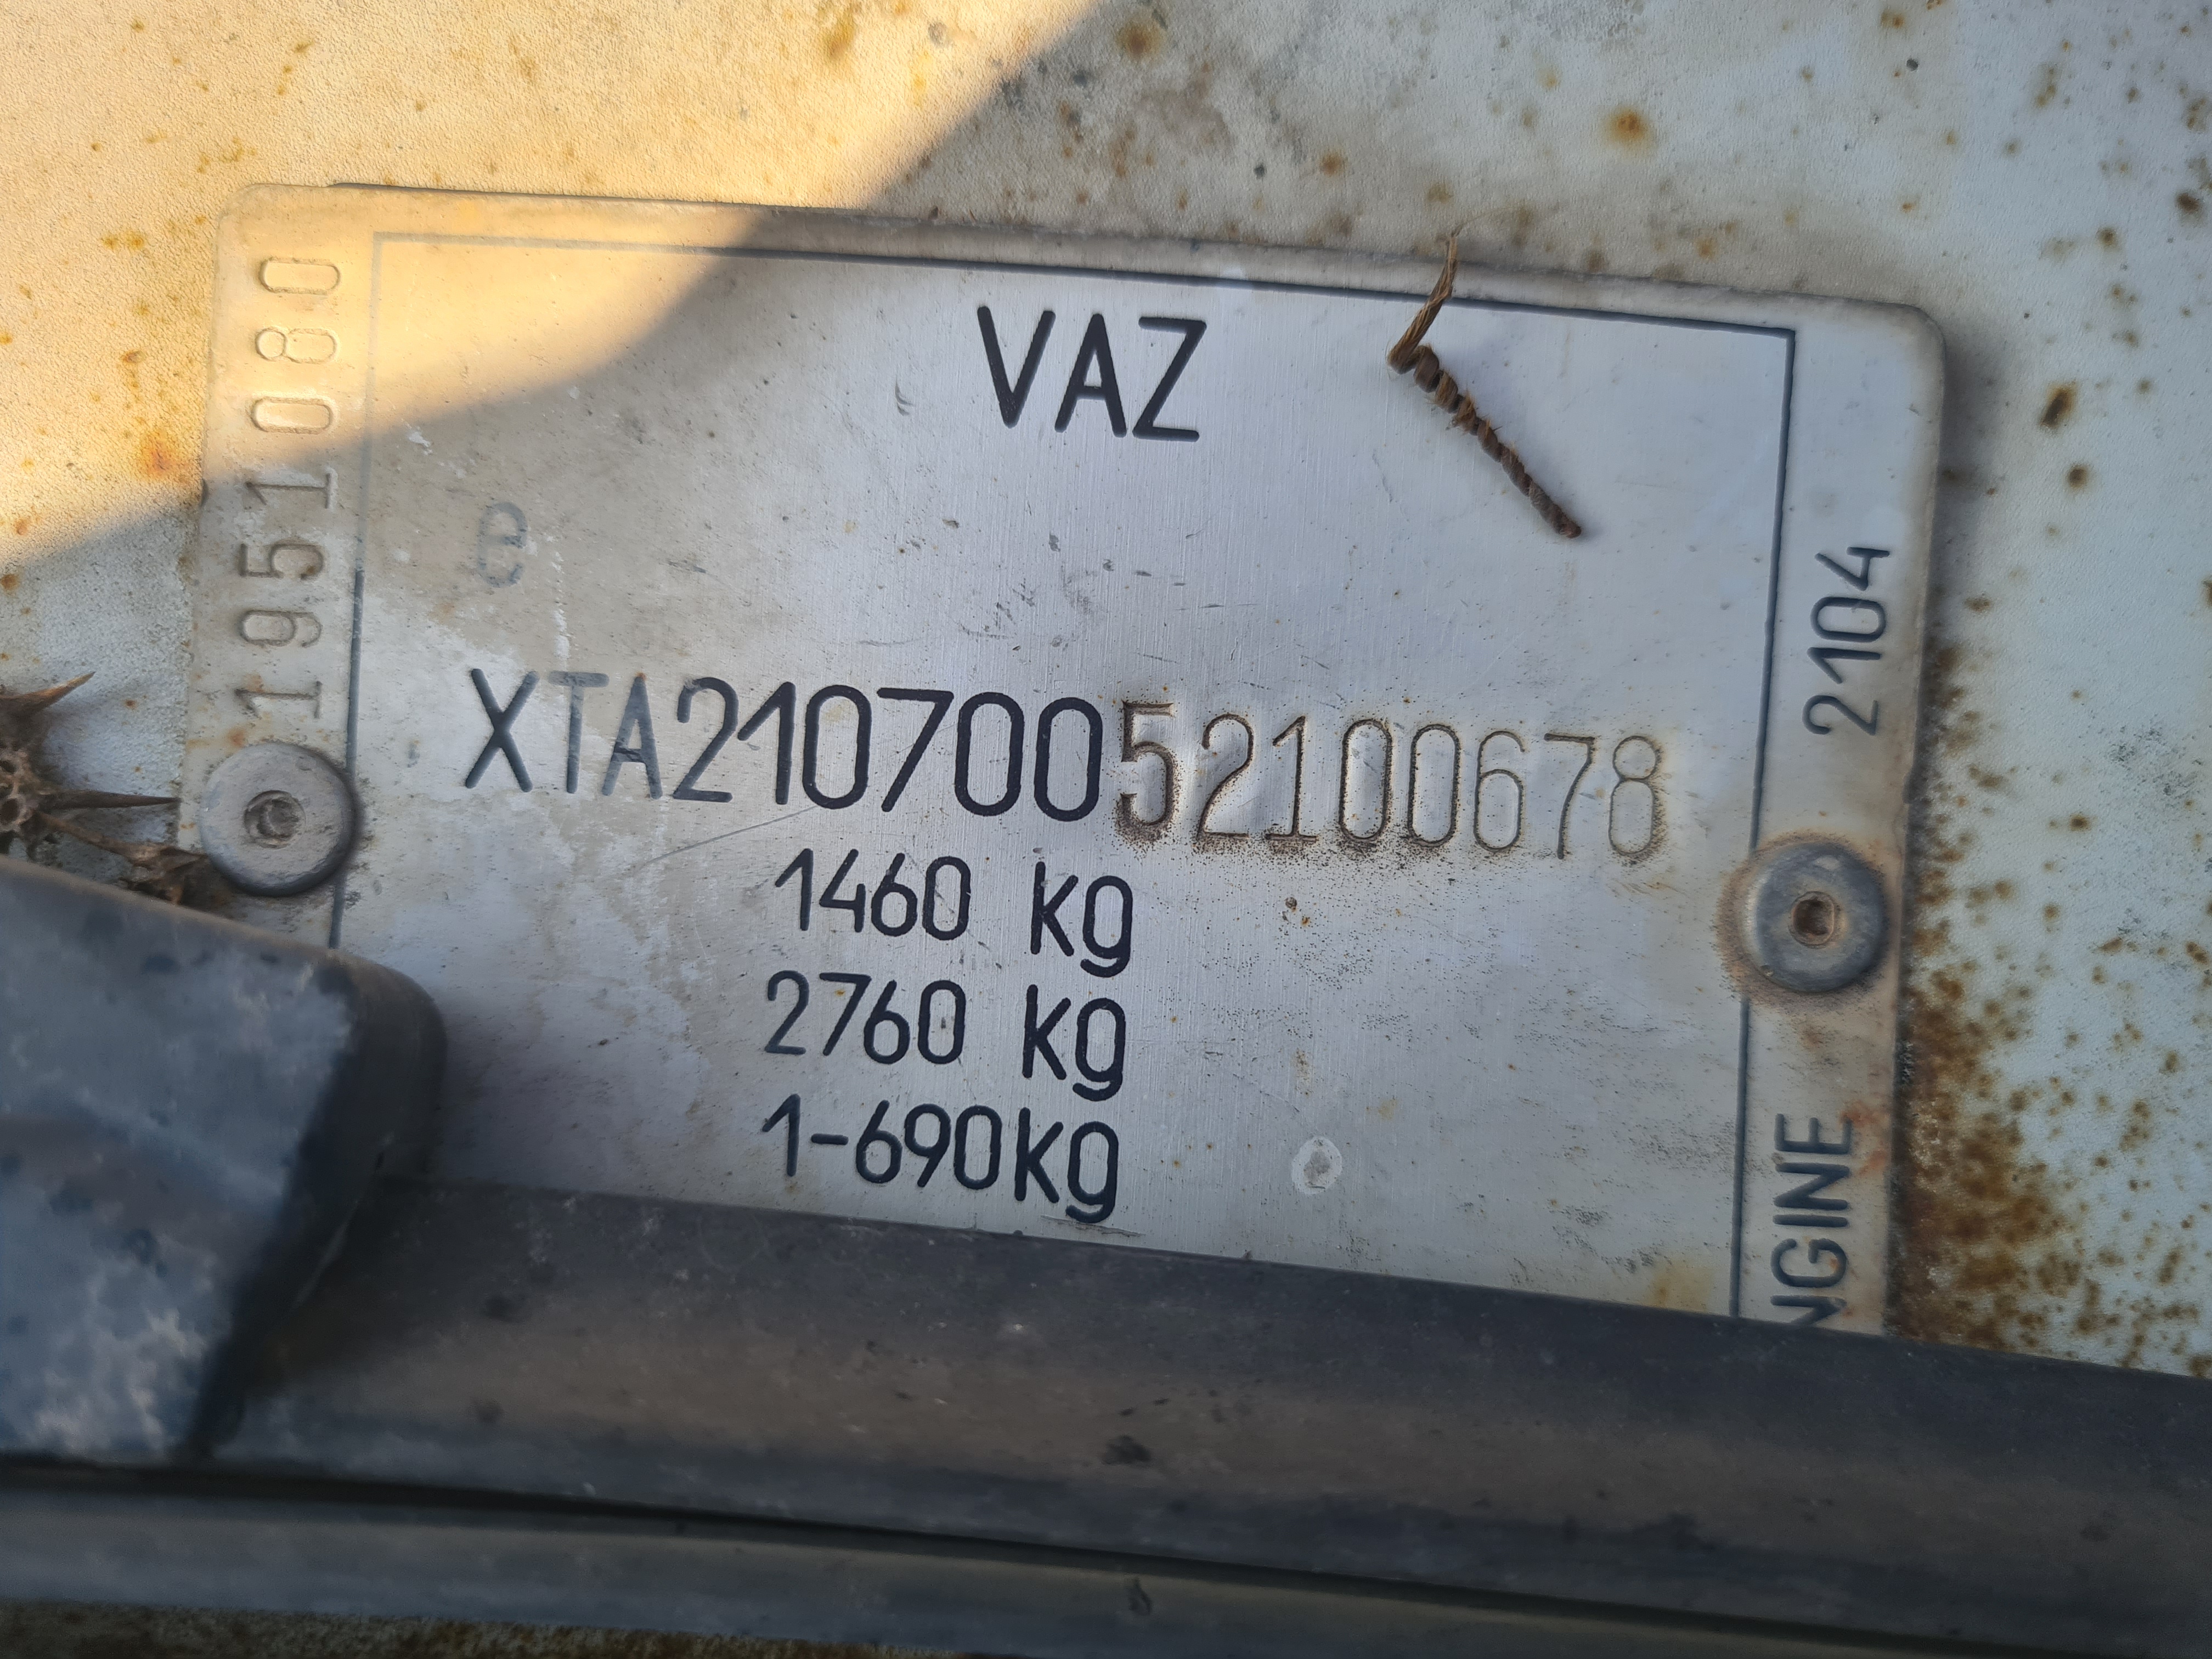 VAZ
e
XTA21070052100678
1460 kg
2760 kg
1-690kg
1951080
2104
NGINE